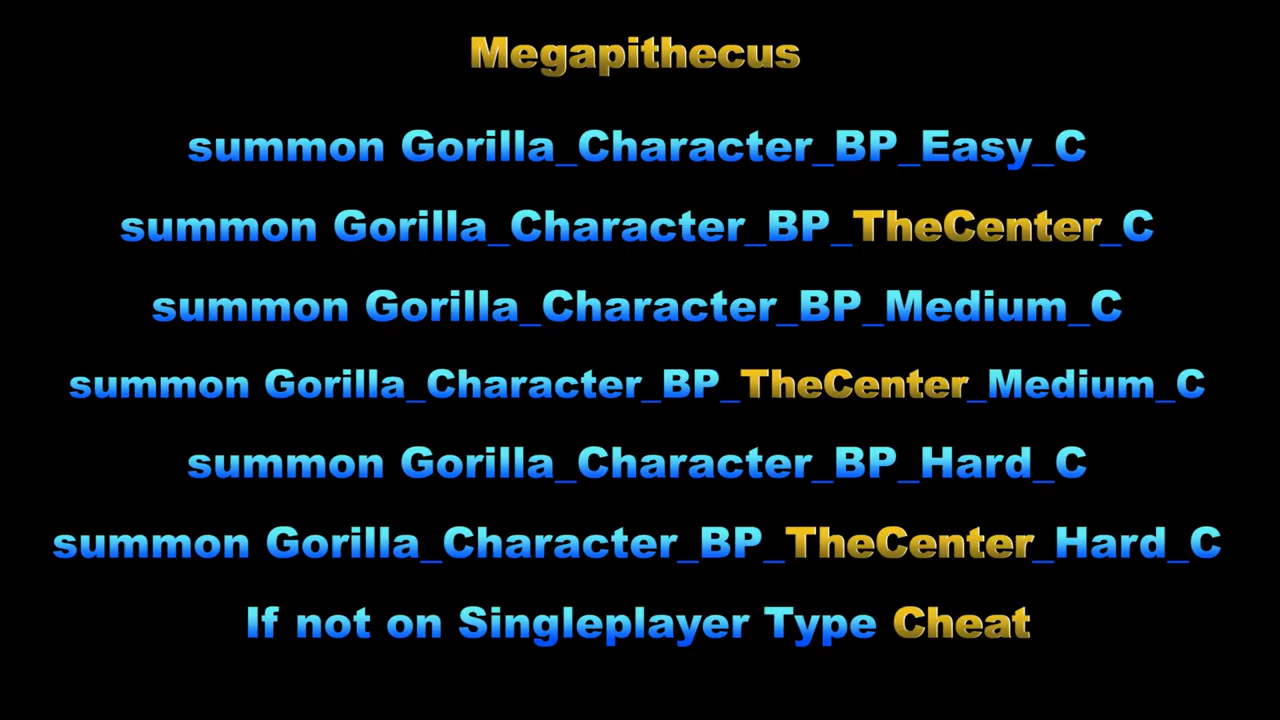 Megapithecus
summon Gorilla_Character_BP_Easy_C
summon Gorilla_Character_BP_TheCenter_C
summon Gorilla_Character_BP_Medium_C
summon Gorilla_Character_BP_TheCenter_Medium_C
summon Gorilla_Character_BP_Hard_C
summon Gorilla_Character_BP_TheCenter_Hard_C
If not on Singleplayer Type Cheat